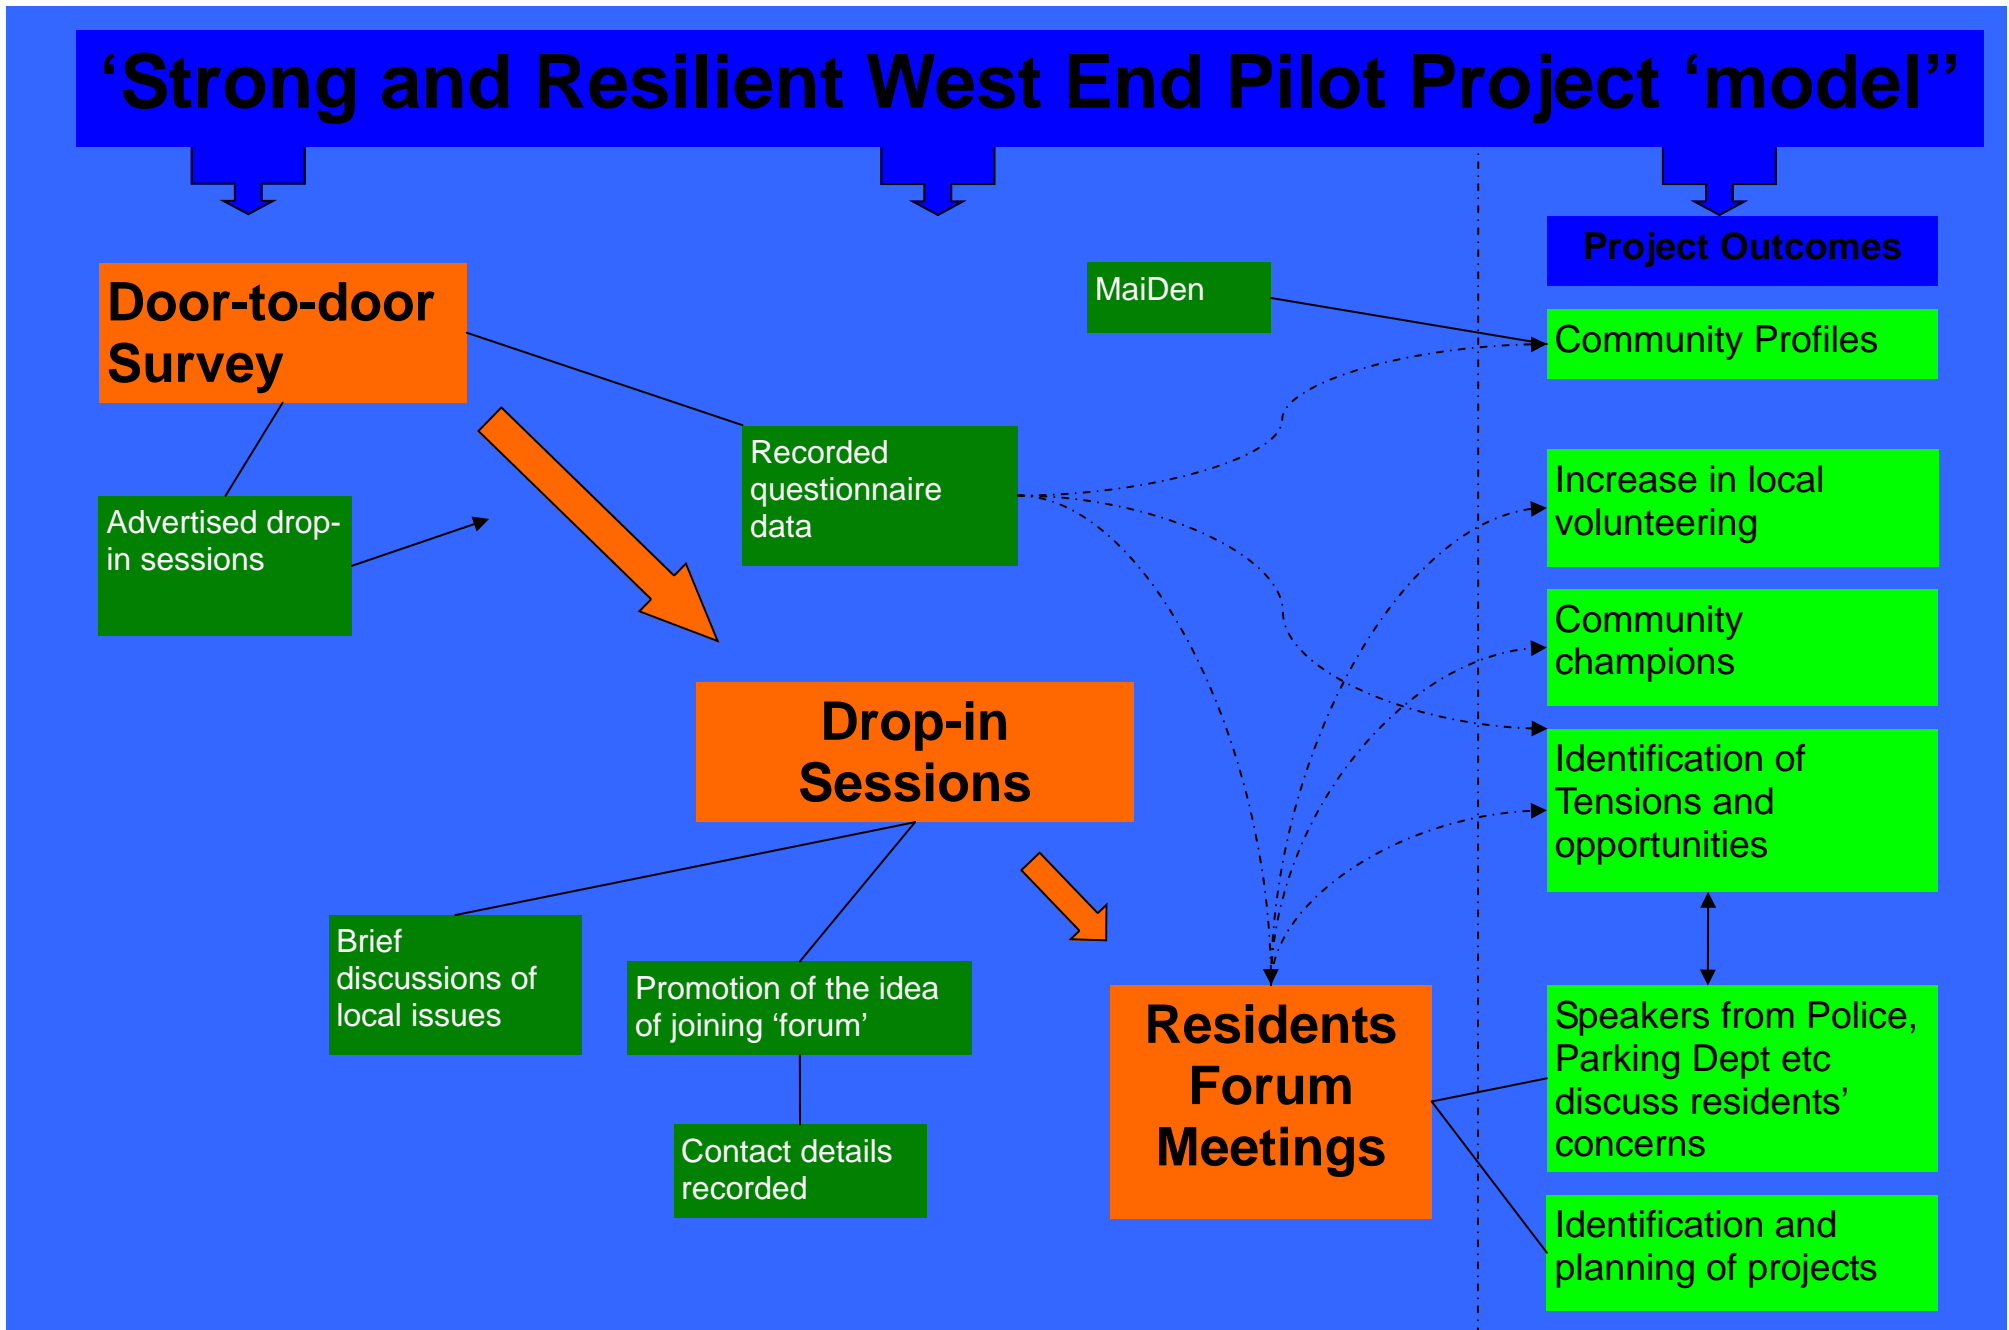 ‘Strong and Resilient West End Pilot Project ‘model’’
Project Outcomes
Door-to-door
Survey
MaiDen
Community Profiles
Recorded
questionnaire
data
Increase in local
volunteering
Advertised drop-
in sessions
Community
champions
Drop-in
Sessions
Identification of
Tensions and
opportunities
Brief
discussions of
local issues
Promotion of the idea
of joining ‘forum’
Residents
Forum
Meetings
Speakers from Police,
Parking Dept etc
discuss residents’
concerns
Contact details
recorded
Identification and
planning of projects